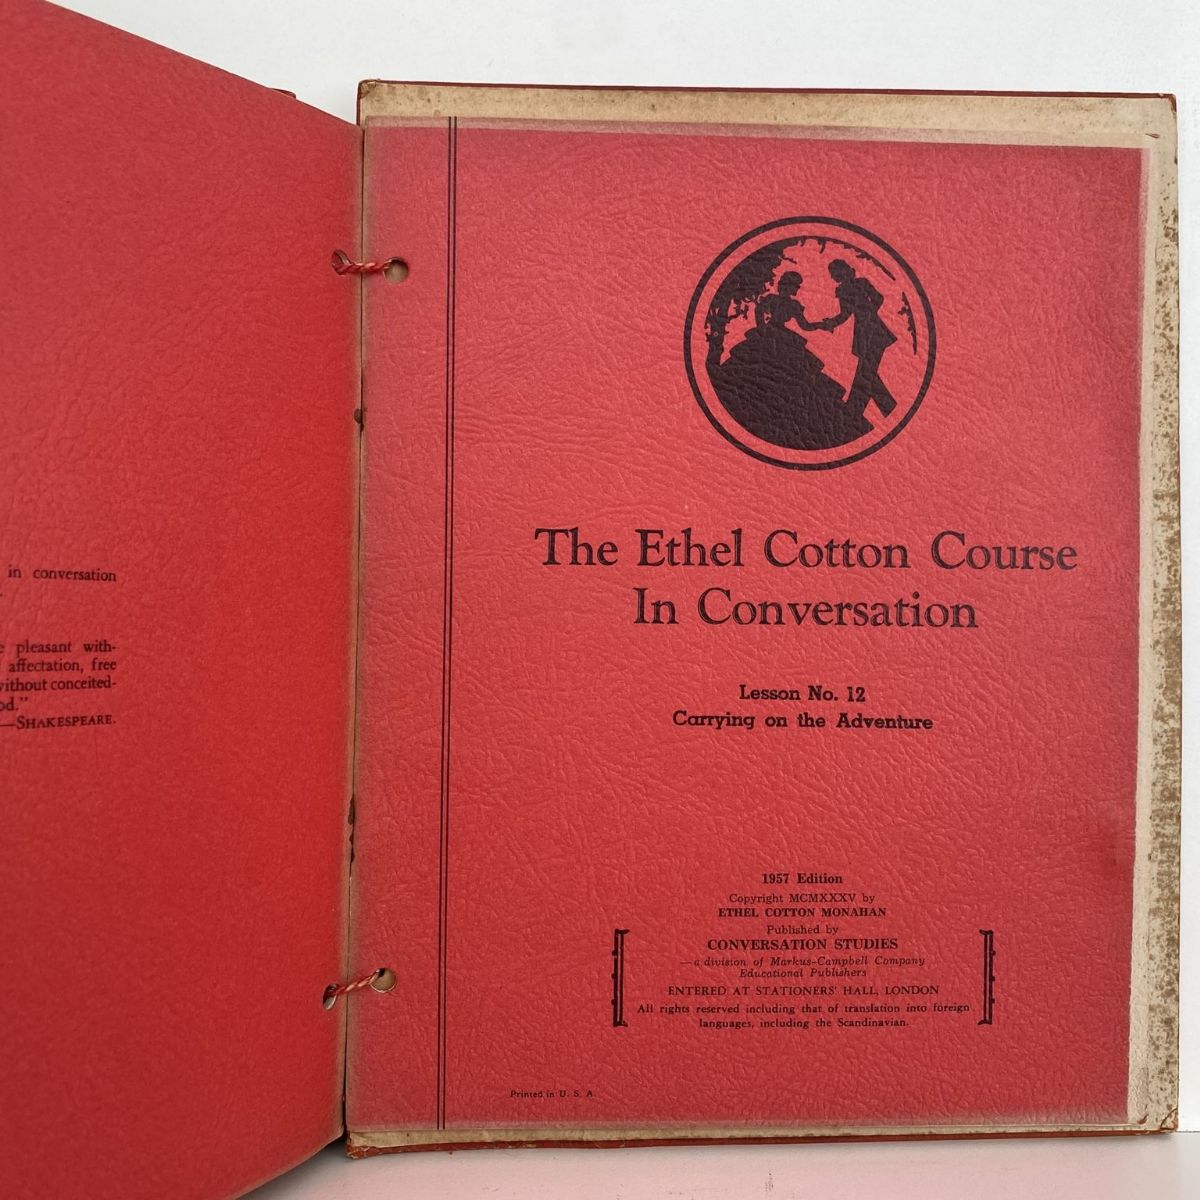 in conversation
pleasant with-
affectation, free
without conceited-
—SHAKESPEARE.
The Ethel Cotton Course
In Conversation
Lesson No. 12
Carrying on the Adventure
1957 Edition
Copyright MCMXXXV by
ETHEL COTTON MONAHAN
Published by
CONVERSATION STUDIES
—a division of Markus-Campbell Company
Educational Publishers
ENTERED AT STATIONERS' HALL, LONDON
All rights reserved including that of translation into foreign
languages, including the Scandinavian.
Printed in U. S. A.